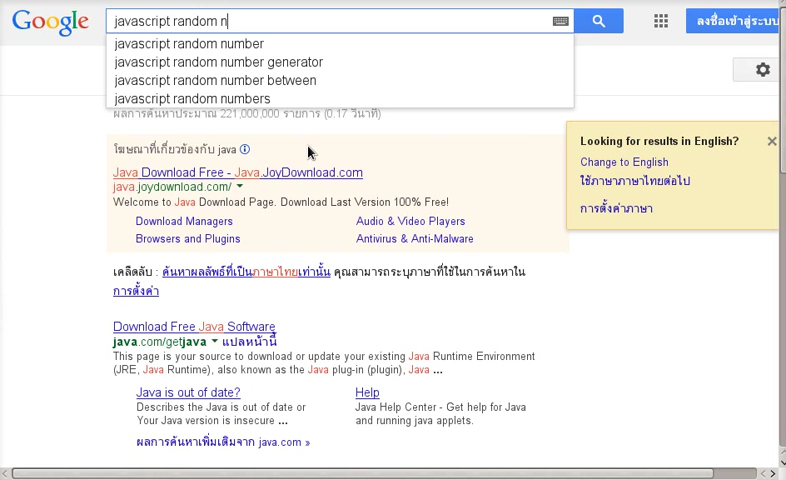 Google
javascript random n
ลงชื่อเข้าสู่ระบบ
javascript random number
javascript random number generator
javascript random number between
javascript random numbers
ผลการค้นหาประมาณ 221,000,000 รายการ (0.17 วินาที)
โฆษณาที่เกี่ยวข้องกับ java
Java Download Free - Java.JoyDownload.com
java.joydownload.com/
Welcome to Java Download Page. Download Last Version 100% Free!
Download Managers
Audio & Video Players
Browsers and Plugins
Antivirus & Anti-Malware
Looking for results in English?
Change to English
ใช้ภาษาภาษาไทยต่อไป
การตั้งค่าภาษา
เคล็ดลับ : ค้นหาผลลัพธ์ที่เป็นภาษาไทยเท่านั้น คุณสามารถระบุภาษาที่ใช้ในการค้นหาใน
การตั้งค่า
Download Free Java Software
java.com/getjava แปลหน้านี้
This page is your source to download or update your existing Java Runtime Environment
(JRE, Java Runtime), also known as the Java plug-in (plugin), Java ...
Java is out of date?
Describes the Java is out of date or
Your Java version is insecure ...
Help
Java Help Center - Get help for Java
and running java applets.
ผลการค้นหาเพิ่มเติมจาก java.com »